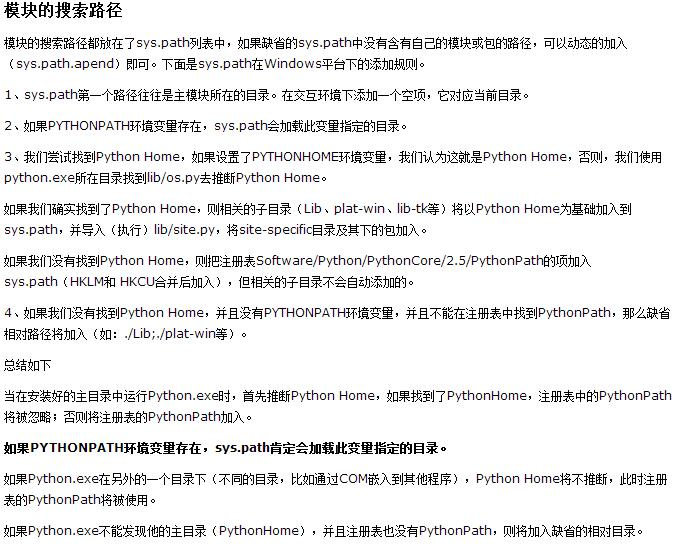 模块的搜索路径
模块的搜索路径都放在了sys.path列表中，如果缺省的sys.path中没有含有自己的模块或包的路径，可以动态的加入
（sys.path.apend）即可。下面是sys.path在Windows平台下的添加规则。
1、sys.path第一个路径往往是主模块所在的目录。在交互环境下添加一个空项，它对应当前目录。
2、如果PYTHONPATH环境变量存在，sys.path会加载此变量指定的目录。
3、我们尝试找到Python Home，如果设置了PYTHONHOME环境变量，我们认为这就是Python Home，否则，我们使用
python.exe所在目录找到lib/os.py去推断Python Home。
如果我们确实找到了Python Home，则相关的子目录（Lib、plat-win、lib-tk等）将以Python Home为基础加入到
sys.path，并导入（执行）lib/site.py，将site-specific目录及其下的包加入。
如果我们没有找到Python Home，则把注册表Software/Python/PythonCore/2.5/PythonPath的项加入
sys.path（HKLM和 HKCU合并后加入），但相关的子目录不会自动添加的。
4、如果我们没有找到Python Home，并且没有PYTHONPATH环境变量，并且不能在注册表中找到PythonPath，那么缺省
相对路径将加入（如：./Lib;./plat-win等）。
总结如下
当在安装好的主目录中运行Python.exe时，首先推断Python Home，如果找到了PythonHome，注册表中的PythonPath
将被忽略；否则将注册表的PythonPath加入。
如果PYTHONPATH环境变量存在，sys.path肯定会加载此变量指定的目录。
如果Python.exe在另外的一个目录下（不同的目录，比如通过COM嵌入到其他程序），Python Home将不推断，此时注册
表的PythonPath将被使用。
如果Python.exe不能发现他的主目录（PythonHome），并且注册表也没有PythonPath，则将加入缺省的相对目录。